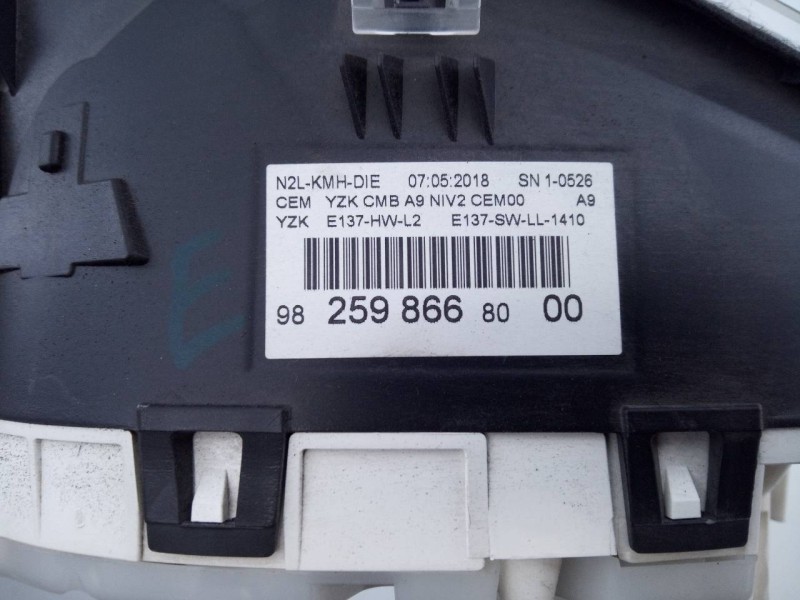 N2L-KMH-DIE 07:05:2018 SN 1-0526
CEM YZK CMB A9 NIV2 CEM00 A9
YZK E137-HW-L2 E137-SW-LL-1410
98 259 866 80 00
E